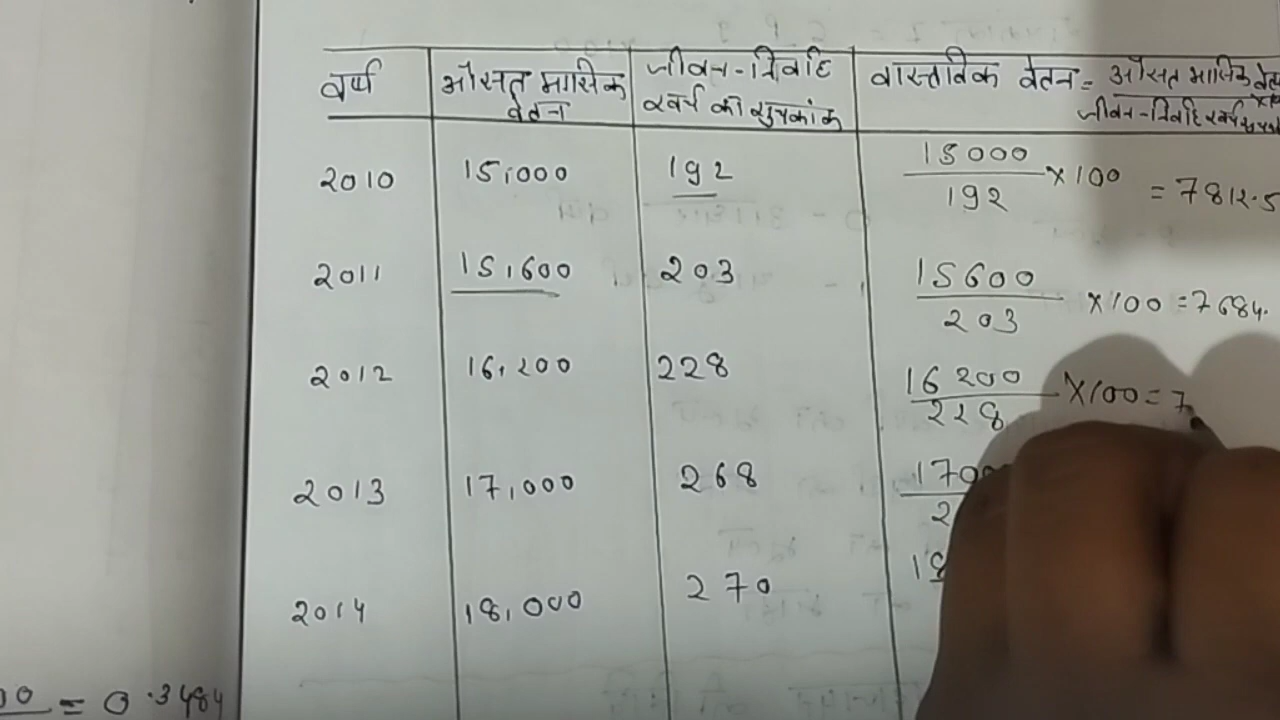 वर्ष औसत मासिक वेतन जीवन-निर्वाह खर्च का सुचकांक वास्तविक वेतन = औसत मासिक / जीवन-निर्वाह खर्च
2010 15,000 192 15000/192 ×100 = 7812.5
2011 15,600 203 15600/203 ×100 = 7684.
2012 16,200 228 16200/228 ×100 = 7
2013 17,000 268
2014 18,000 270
= 0.3484